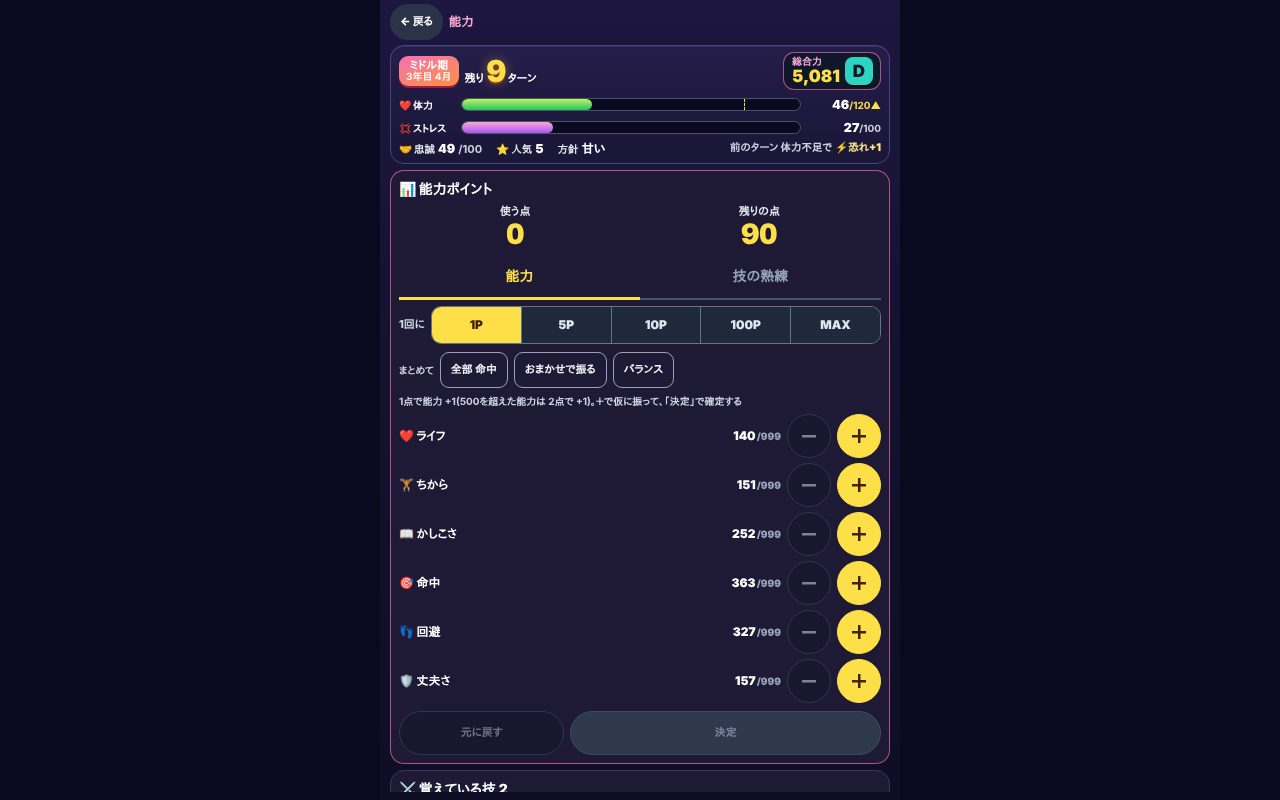 ← 戻る 能力
ミドル期
3年目 4月
残り 9 ターン
総合力
5,081 D
体力 46/120▲
ストレス 27/100
忠誠 49 /100 人気 5 方針 甘い 前のターン 体力不足で ⚡恐れ+1
能力ポイント
使う点 残りの点
0 90
能力 技の熟練
1回に 1P 5P 10P 100P MAX
まとめて 全部 命中 おまかせで振る バランス
1点で能力 +1(500を超えた能力は 2点で +1)。＋で仮に振って、「決定」で確定する
ライフ 140/999 − +
ちから 151/999 − +
かしこさ 252/999 − +
命中 363/999 − +
回避 327/999 − +
丈夫さ 157/999 − +
元に戻す 決定
覚えている技 2